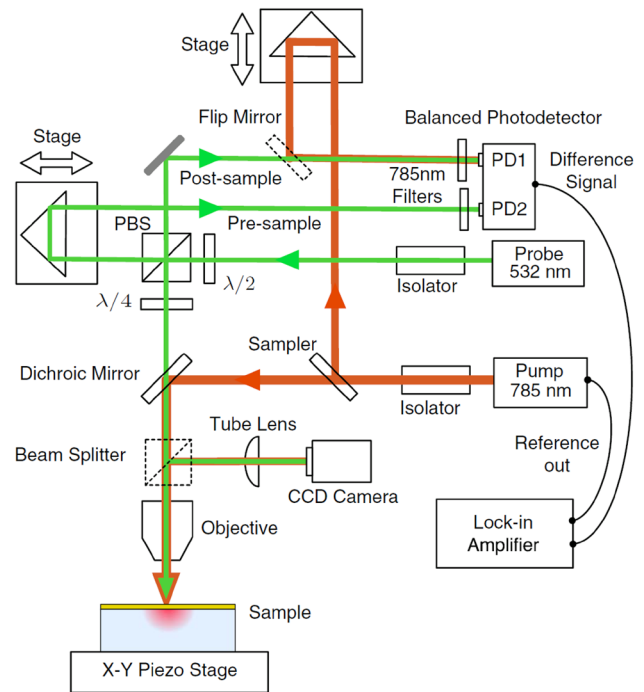 Stage
Flip Mirror
Balanced Photodetector
Stage
Post-sample
785nm
Filters
PD1
Difference
Signal
PBS
Pre-sample
PD2
λ/2
Isolator
Probe
532 nm
λ/4
Sampler
Dichroic Mirror
Pump
785 nm
Isolator
Tube Lens
Beam Splitter
Reference
out
CCD Camera
Objective
Lock-in
Amplifier
Sample
X-Y Piezo Stage